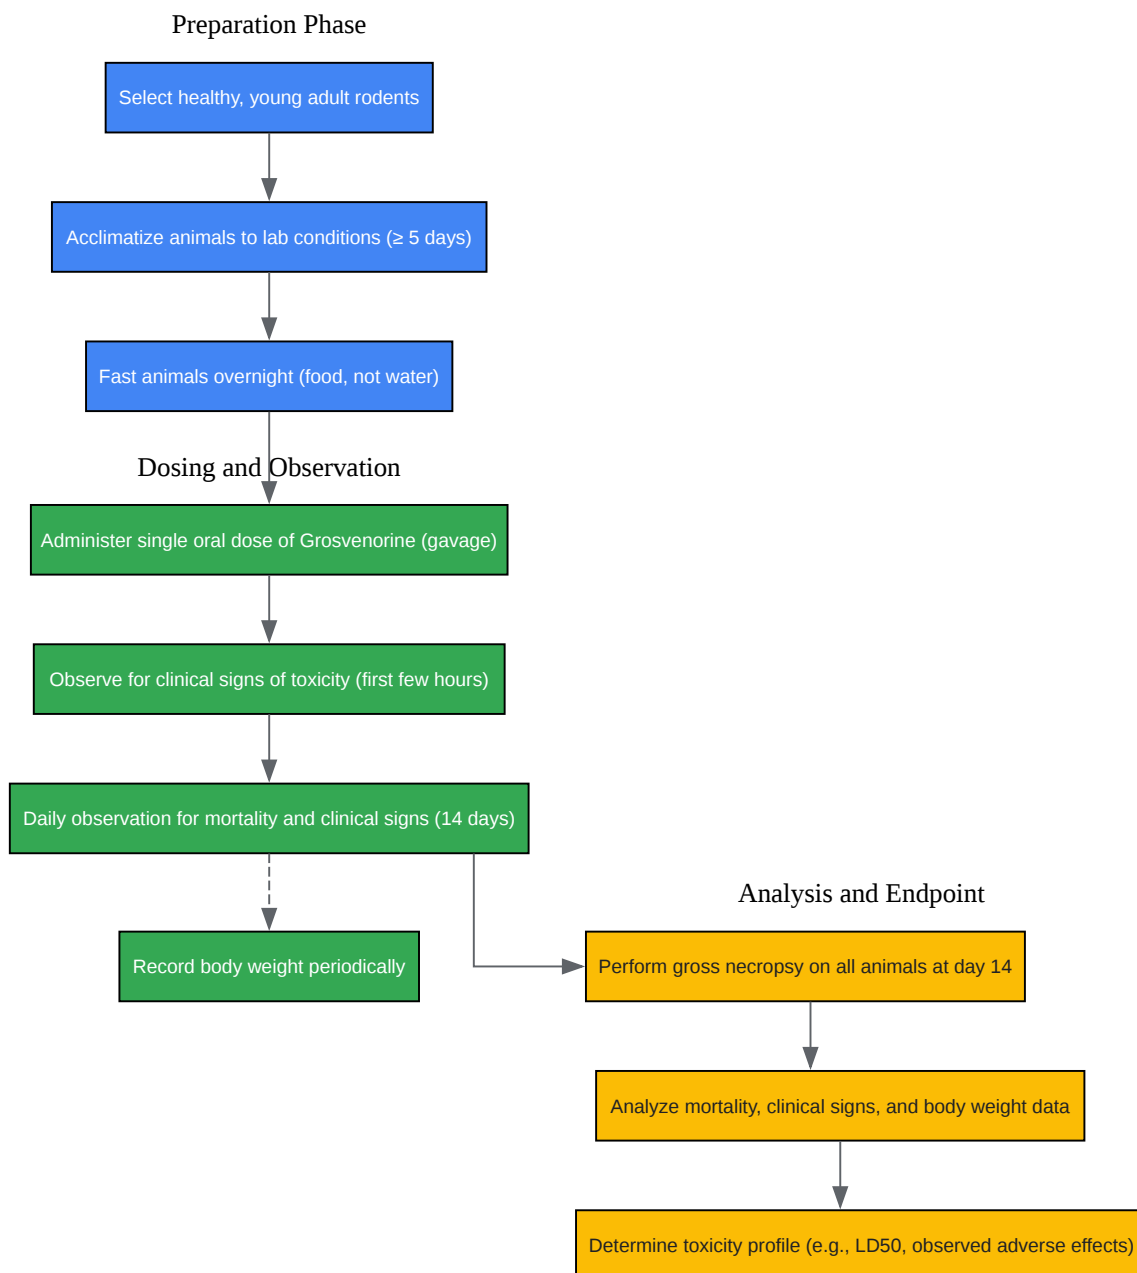 Preparation Phase
Select healthy, young adult rodents
Acclimatize animals to lab conditions (≥ 5 days)
Fast animals overnight (food, not water)
Dosing and Observation
Administer single oral dose of Grosvenorine (gavage)
Observe for clinical signs of toxicity (first few hours)
Daily observation for mortality and clinical signs (14 days)
Record body weight periodically
Analysis and Endpoint
Perform gross necropsy on all animals at day 14
Analyze mortality, clinical signs, and body weight data
Determine toxicity profile (e.g., LD50, observed adverse effects)